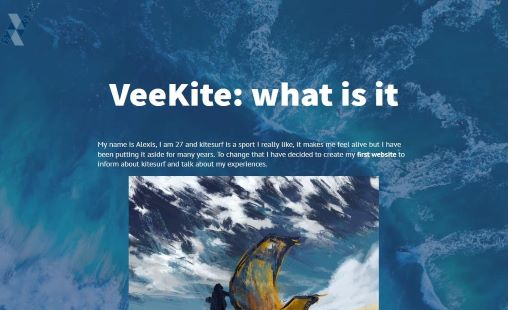 VeeKite: what is it
My name is Alexis, I am 27 and kitesurf is a sport I really like, it makes me feel alive but I have
been putting it aside for many years. To change that I have decided to create my first website to
inform about kitesurf and talk about my experiences.